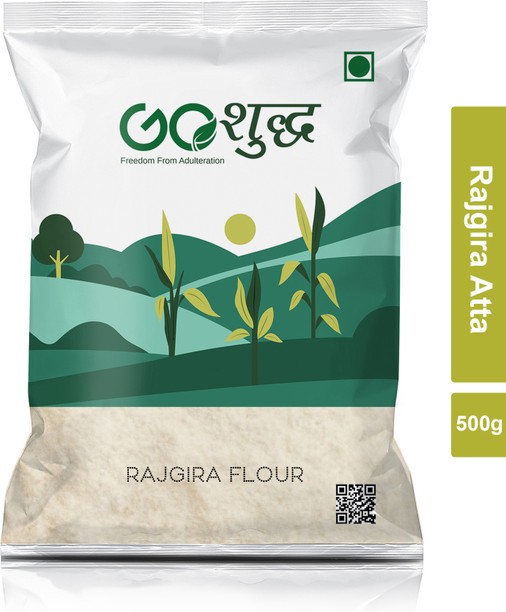 GOशुद्ध
Freedom From Adulteration
RAJGIRA FLOUR
Rajgira Atta
500g